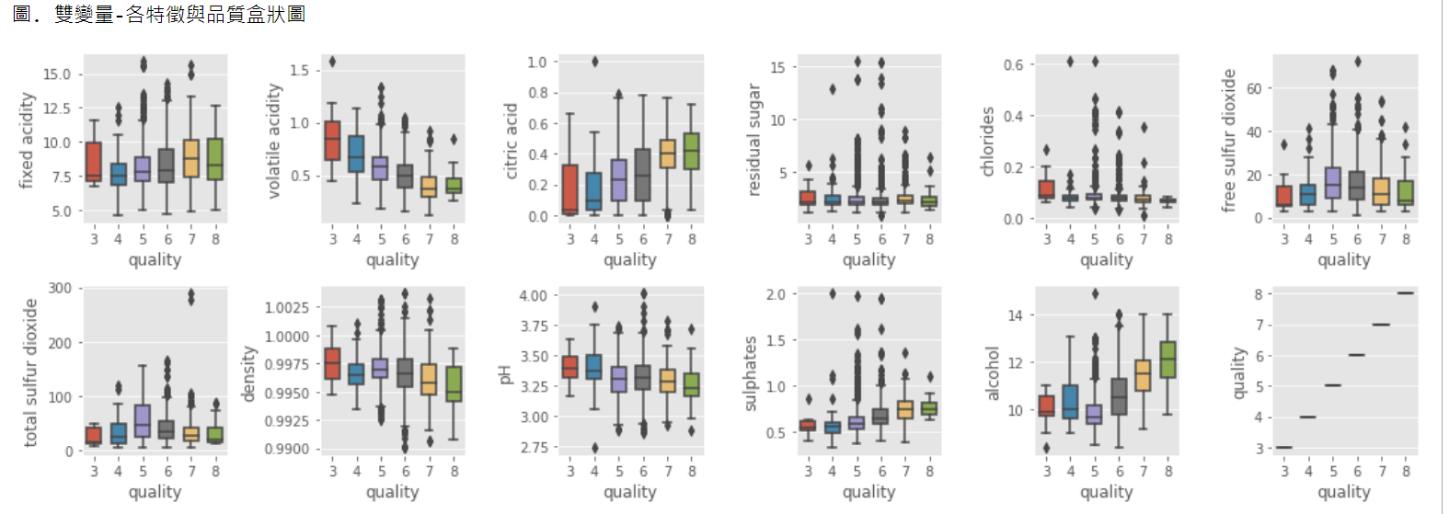 圖. 雙變量-各特徵與品質盒狀圖
fixed acidity
15.0
12.5
10.0
7.5
5.0
3 4 5 6 7 8
quality
volatile acidity
1.5
1.0
0.5
3 4 5 6 7 8
quality
citric acid
1.0
0.8
0.6
0.4
0.2
0.0
3 4 5 6 7 8
quality
residual sugar
15
10
5
3 4 5 6 7 8
quality
chlorides
0.6
0.4
0.2
0.0
3 4 5 6 7 8
quality
free sulfur dioxide
60
40
20
0
3 4 5 6 7 8
quality
total sulfur dioxide
300
200
100
0
3 4 5 6 7 8
quality
density
1.0025
1.0000
0.9975
0.9950
0.9925
0.9900
3 4 5 6 7 8
quality
pH
4.00
3.75
3.50
3.25
3.00
2.75
3 4 5 6 7 8
quality
sulphates
2.0
1.5
1.0
0.5
3 4 5 6 7 8
quality
alcohol
14
12
10
3 4 5 6 7 8
quality
quality
8
7
6
5
4
3
3 4 5 6 7 8
quality